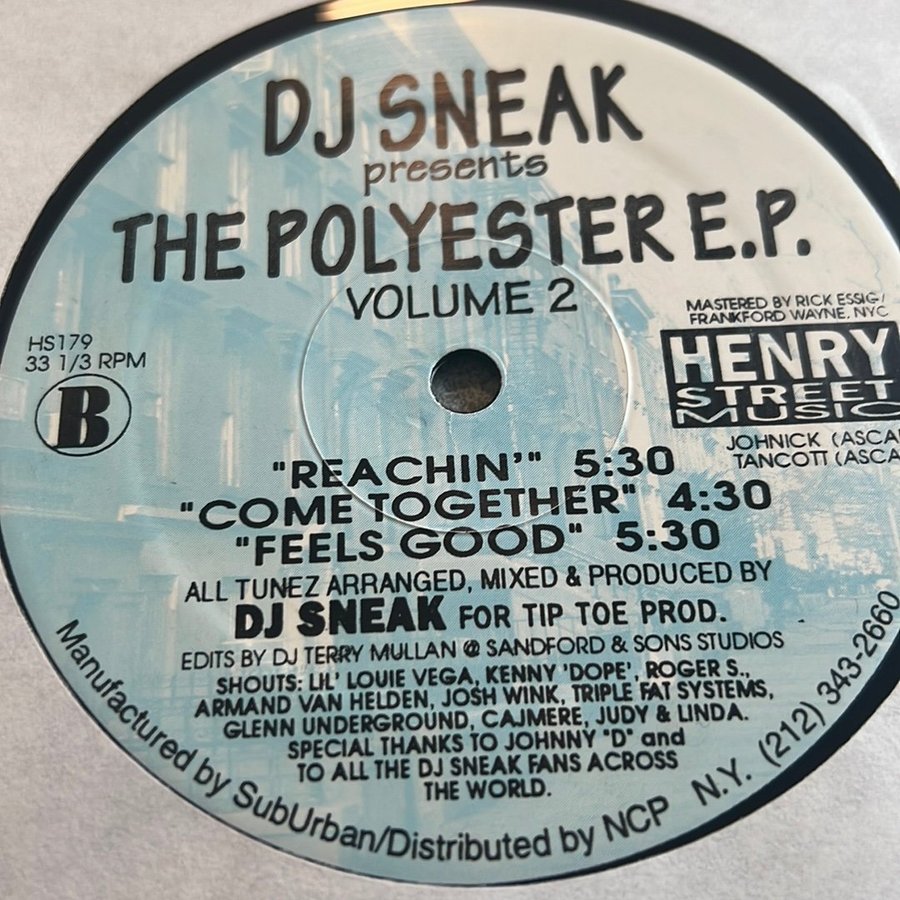 DJ SNEAK
presents
THE POLYESTER E.P.
VOLUME 2
MASTERED BY RICK ESSIG/
FRANKFORD WAYNE, NYC
HS179
33 1/3 RPM
B
HENRY
STREET
MUSIC
JOHNICK (ASCA
TANCOTT (ASCA
"REACHIN'" 5:30
"COME TOGETHER" 4:30
"FEELS GOOD" 5:30
ALL TUNEZ ARRANGED, MIXED & PRODUCED BY
DJ SNEAK FOR TIP TOE PROD.
EDITS BY DJ TERRY MULLAN @ SANDFORD & SONS STUDIOS
SHOUTS: LIL' LOUIE VEGA, KENNY 'DOPE', ROGER S.,
ARMAND VAN HELDEN, JOSH WINK, TRIPLE FAT SYSTEMS,
GLENN UNDERGROUND, CAJMERE, JUDY & LINDA.
SPECIAL THANKS TO JOHNNY "D" and
TO ALL THE DJ SNEAK FANS ACROSS
THE WORLD.
Manufactured by SubUrban/Distributed by NCP N.Y. (212) 343-2660